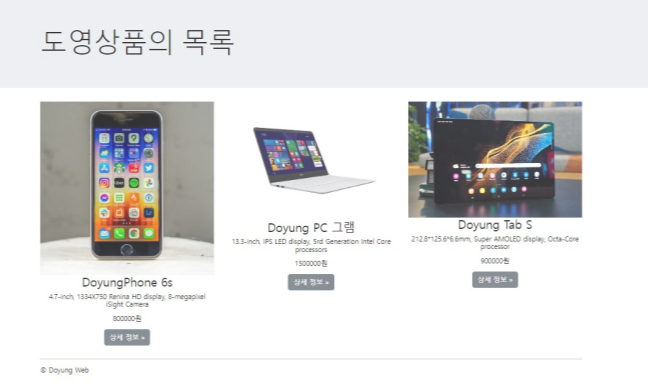 도영상품의 목록
DoyungPhone 6s
4.7-inch, 1334X750 Renina HD display, 8-megapixel
iSight Camera
800000원
상세 정보 »
Doyung PC 그램
13.3-inch, IPS LED display, 5rd Generation Intel Core
processors
1500000원
상세 정보 »
Doyung Tab S
212.8*125.6*6.6mm, Super AMOLED display, Octa-Core
processor
900000원
상세 정보 »
© Doyung Web